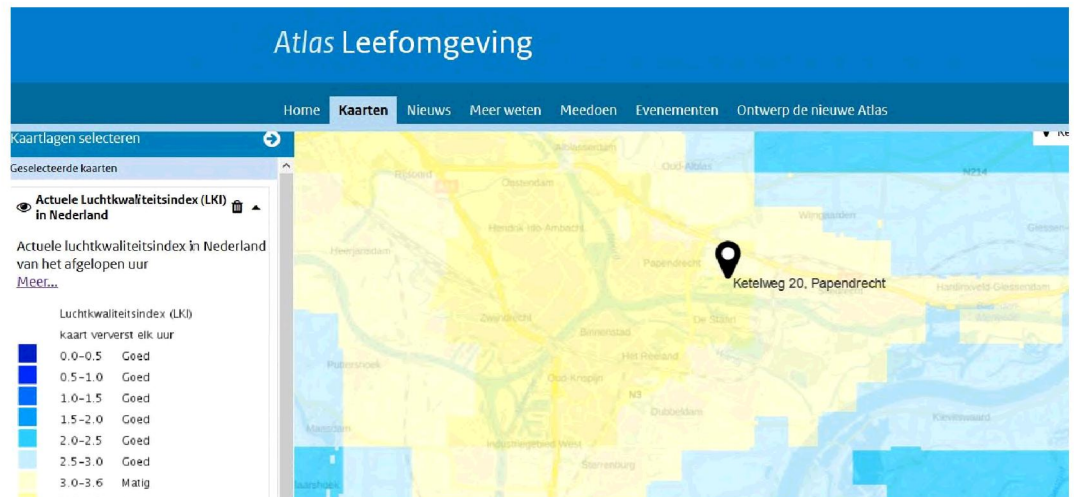 Atlas Leefomgeving
Home Kaarten Nieuws Meer weten Meedoen Evenementen Ontwerp de nieuwe Atlas
Kaartlagen selecteren
Geselecteerde kaarten
Actuele Luchtkwaliteitsindex (LKI)
in Nederland
Actuele luchtkwaliteitsindex in Nederland
van het afgelopen uur
Meer...
Luchtkwaliteitsindex (LKI)
kaart ververst elk uur
0.0-0.5 Goed
0.5-1.0 Goed
1.0-1.5 Goed
1.5-2.0 Goed
2.0-2.5 Goed
2.5-3.0 Goed
3.0-3.6 Matig
Alblasserdam
Oud-Alblas
N214
Rijsoord
Oostendam
Wijngaarden
Hendrik-Ido-Ambacht
Heerjansdam
Papendrecht
Ketelweg 20, Papendrecht
Hardinxveld-Giessendam
Zwijndrecht
Binnenstad
De Staart
Puttershoek
Het Reeland
Oud-Krispijn
N3
Dubbeldam
Kievitswaard
Maasdam
Industriegebied West
Sterrenburg